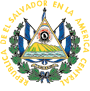 REPUBLICA DE EL SALVADOR EN LA AMERICA CENTRAL